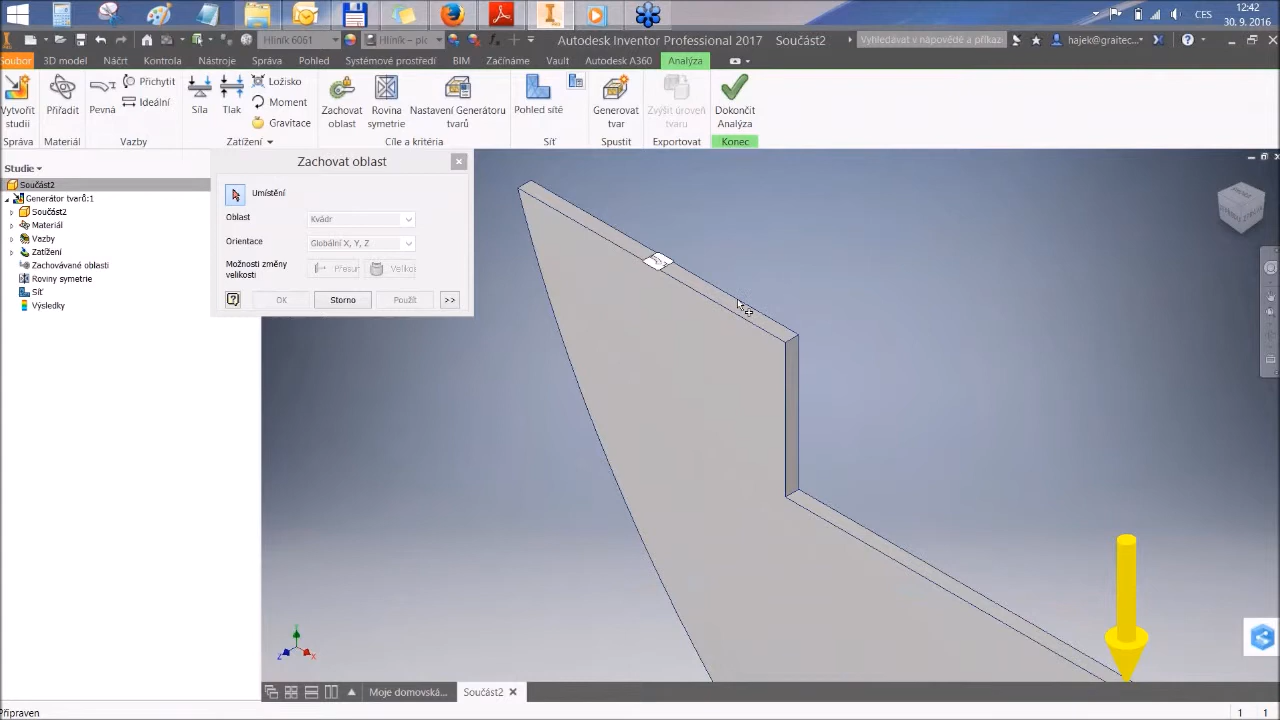 12:42
CES
30. 9. 2016
Hliník 6061
Autodesk Inventor Professional 2017 Součást2
Vyhledávat v nápovědě a příkaz
hajek@graitec...
Soubor 3D model Náčrt Kontrola Nástroje Správa Pohled Systémové prostředí BIM Začínáme Vault Autodesk A360 Analýza
Vytvořit studii
Přiřadit
Pevná
Přichytit
Ideální
Síla
Tlak
Ložisko
Moment
Gravitace
Zachovat oblast
Rovina symetrie
Nastavení Generátoru tvarů
Pohled sítě
Generovat tvar
Zvýšit úroveň tvaru
Dokončit Analýza
Správa Materiál Vazby Zatížení Cíle a kritéria Síť Spustit Exportovat Konec
Studie
Součást2
Generátor tvarů:1
Součást2
Materiál
Vazby
Zatížení
Zachovávané oblasti
Roviny symetrie
Síť
Výsledky
Zachovat oblast
Umístění
Oblast Kvádr
Orientace Globální X, Y, Z
Možnosti změny velikosti
OK Storno Použít >>
Y
Z X
Moje domovská... Součást2
Připraven
1 1